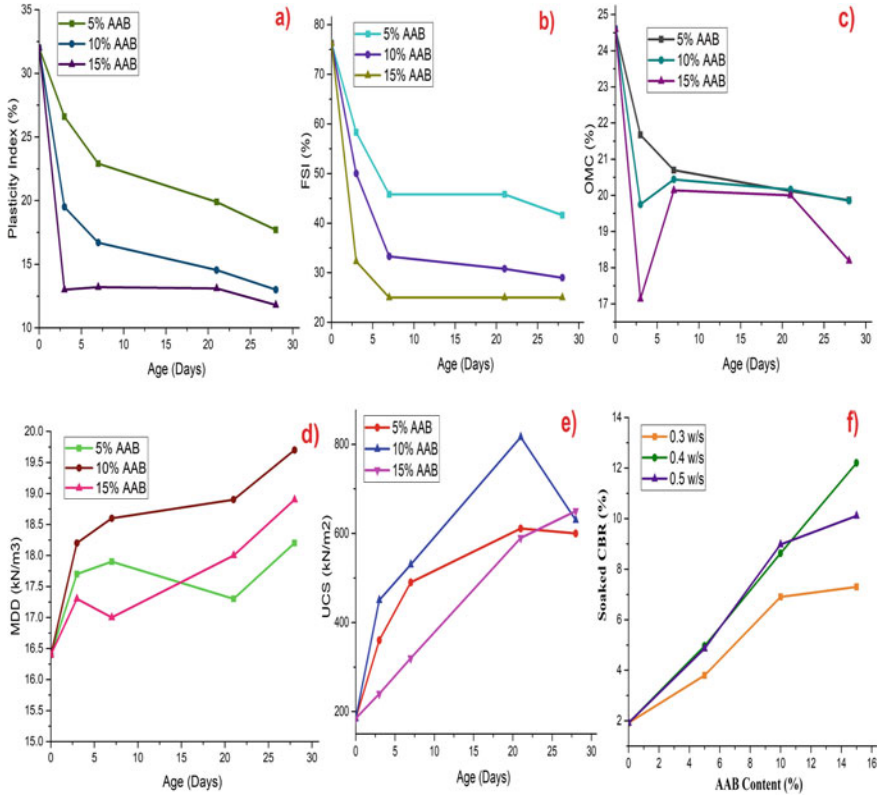 a)
5% AAB
10% AAB
15% AAB
Plasticity Index (%)
35
30
25
20
15
10
0 5 10 15 20 25 30
Age (Days)
b)
5% AAB
10% AAB
15% AAB
FSI (%)
80
70
60
50
40
30
20
0 5 10 15 20 25 30
Age (Days)
c)
5% AAB
10% AAB
15% AAB
OMC (%)
25
24
23
22
21
20
19
18
17
0 5 10 15 20 25 30
Age (Days)
d)
5% AAB
10% AAB
15% AAB
MDD (kN/m3)
20.0
19.5
19.0
18.5
18.0
17.5
17.0
16.5
16.0
15.5
15.0
0 5 10 15 20 25 30
Age (Days)
e)
5% AAB
10% AAB
15% AAB
UCS (kN/m2)
800
600
400
200
0 5 10 15 20 25 30
Age (Days)
f)
0.3 w/s
0.4 w/s
0.5 w/s
Soaked CBR (%)
14
12
10
8
6
4
2
0 2 4 6 8 10 12 14 16
AAB Content (%)